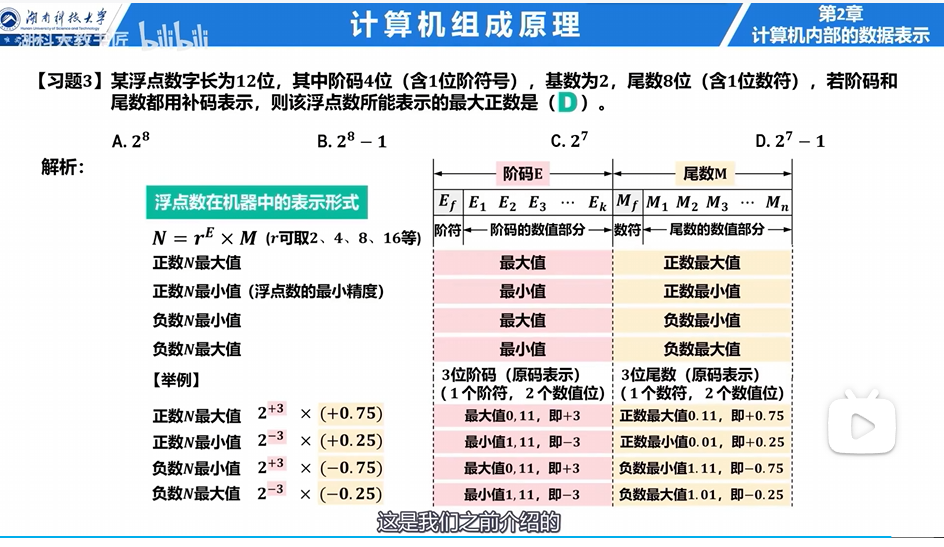 湖南科技大学
Hunan University of Science and Technology
计算机组成原理
第2章
计算机内部的数据表示
bilibili
【习题3】某浮点数字长为12位，其中阶码4位（含1位阶符号），基数为2，尾数8位（含1位数符），若阶码和
尾数都用补码表示，则该浮点数所能表示的最大正数是（D）。
A. 2⁸ B. 2⁸ − 1 C. 2⁷ D. 2⁷ − 1
解析：
阶码E 尾数M
浮点数在机器中的表示形式
E_f E_1 E_2 E_3 ⋯ E_k M_f M_1 M_2 M_3 ⋯ M_n
阶符 阶码的数值部分 数符 尾数的数值部分
N = r^E × M (r可取2、4、8、16等)
正数N最大值 最大值 正数最大值
正数N最小值（浮点数的最小精度） 最小值 正数最小值
负数N最小值 最大值 负数最小值
负数N最大值 最小值 负数最大值
【举例】
3位阶码（原码表示） 3位尾数（原码表示）
（1个阶符，2个数值位） （1个数符，2个数值位）
正数N最大值 2⁺³ × (+0.75) 最大值0,11，即+3 正数最大值0.11，即+0.75
正数N最小值 2⁻³ × (+0.25) 最小值1,11，即−3 正数最小值0.01，即+0.25
负数N最小值 2⁺³ × (−0.75) 最大值0,11，即+3 负数最小值1.11，即−0.75
负数N最大值 2⁻³ × (−0.25) 最小值1,11，即−3 负数最大值1.01，即−0.25
这是我们之前介绍的